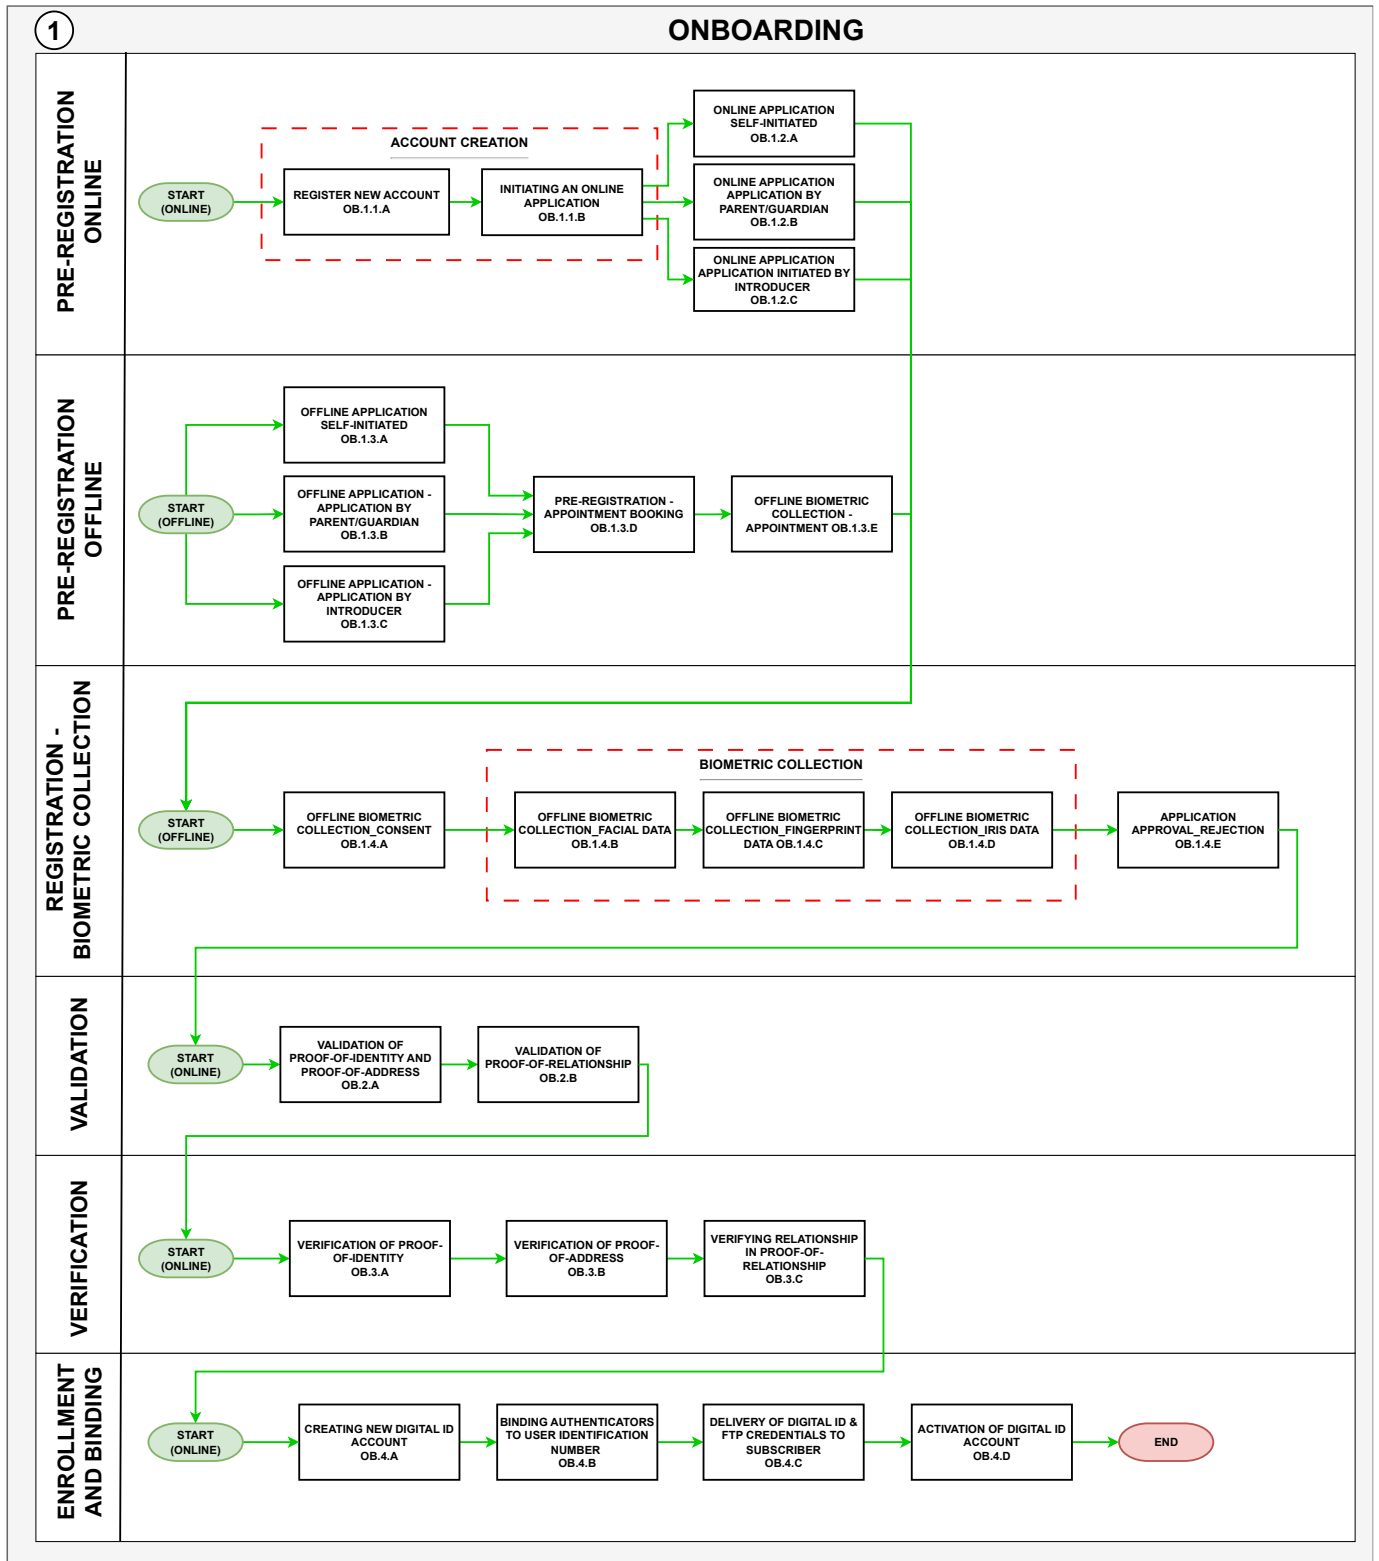 1
ONBOARDING
PRE-REGISTRATION
ONLINE
START
(ONLINE)
ACCOUNT CREATION
REGISTER NEW ACCOUNT
OB.1.1.A
INITIATING AN ONLINE
APPLICATION
OB.1.1.B
ONLINE APPLICATION
SELF-INITIATED
OB.1.2.A
ONLINE APPLICATION
APPLICATION BY
PARENT/GUARDIAN
OB.1.2.B
ONLINE APPLICATION
APPLICATION INITIATED BY
INTRODUCER
OB.1.2.C
PRE-REGISTRATION
OFFLINE
START
(OFFLINE)
OFFLINE APPLICATION
SELF-INITIATED
OB.1.3.A
OFFLINE APPLICATION -
APPLICATION BY
PARENT/GUARDIAN
OB.1.3.B
OFFLINE APPLICATION -
APPLICATION BY
INTRODUCER
OB.1.3.C
PRE-REGISTRATION -
APPOINTMENT BOOKING
OB.1.3.D
OFFLINE BIOMETRIC
COLLECTION -
APPOINTMENT OB.1.3.E
REGISTRATION -
BIOMETRIC COLLECTION
START
(OFFLINE)
OFFLINE BIOMETRIC
COLLECTION_CONSENT
OB.1.4.A
BIOMETRIC COLLECTION
OFFLINE BIOMETRIC
COLLECTION_FACIAL DATA
OB.1.4.B
OFFLINE BIOMETRIC
COLLECTION_FINGERPRINT
DATA OB.1.4.C
OFFLINE BIOMETRIC
COLLECTION_IRIS DATA
OB.1.4.D
APPLICATION
APPROVAL_REJECTION
OB.1.4.E
VALIDATION
START
(ONLINE)
VALIDATION OF
PROOF-OF-IDENTITY AND
PROOF-OF-ADDRESS
OB.2.A
VALIDATION OF
PROOF-OF-RELATIONSHIP
OB.2.B
VERIFICATION
START
(ONLINE)
VERIFICATION OF PROOF-
OF-IDENTITY
OB.3.A
VERIFICATION OF PROOF-
OF-ADDRESS
OB.3.B
VERIFYING RELATIONSHIP
IN PROOF-OF-
RELATIONSHIP
OB.3.C
ENROLLMENT
AND BINDING
START
(ONLINE)
CREATING NEW DIGITAL ID
ACCOUNT
OB.4.A
BINDING AUTHENTICATORS
TO USER IDENTIFICATION
NUMBER
OB.4.B
DELIVERY OF DIGITAL ID &
FTP CREDENTIALS TO
SUBSCRIBER
OB.4.C
ACTIVATION OF DIGITAL ID
ACCOUNT
OB.4.D
END